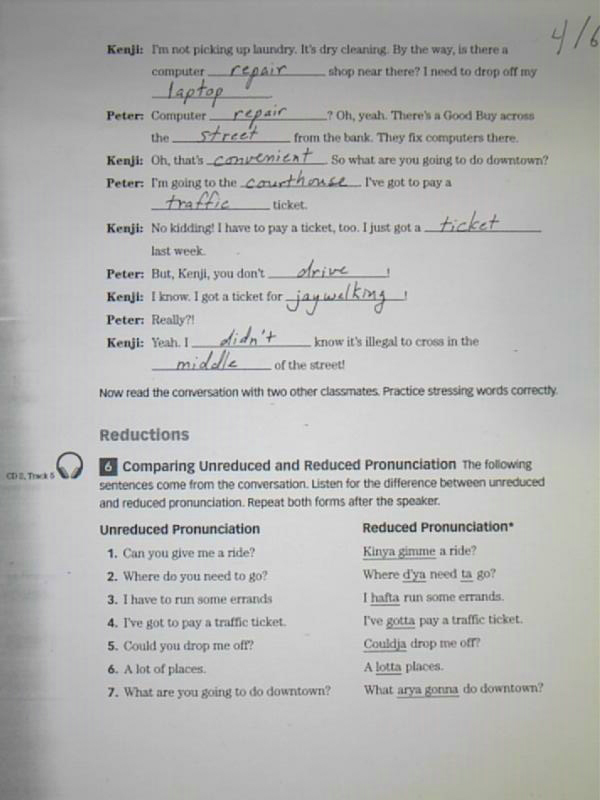 4/6
Kenji: I'm not picking up laundry. It's dry cleaning. By the way, is there a
computer repair shop near there? I need to drop off my
laptop
Peter: Computer repair ? Oh, yeah. There's a Good Buy across
the street from the bank. They fix computers there.
Kenji: Oh, that's convenient. So what are you going to do downtown?
Peter: I'm going to the courthouse. I've got to pay a
traffic ticket.
Kenji: No kidding! I have to pay a ticket, too. I just got a ticket
last week.
Peter: But, Kenji, you don't drive !
Kenji: I know. I got a ticket for jaywalking !
Peter: Really?!
Kenji: Yeah. I didn't know it's illegal to cross in the
middle of the street!
Now read the conversation with two other classmates. Practice stressing words correctly.
Reductions
CD 2, Track 5
6 Comparing Unreduced and Reduced Pronunciation The following
sentences come from the conversation. Listen for the difference between unreduced
and reduced pronunciation. Repeat both forms after the speaker.
Unreduced Pronunciation Reduced Pronunciation*
1. Can you give me a ride? Kinya gimme a ride?
2. Where do you need to go? Where d'ya need ta go?
3. I have to run some errands I hafta run some errands.
4. I've got to pay a traffic ticket. I've gotta pay a traffic ticket.
5. Could you drop me off? Couldja drop me off?
6. A lot of places. A lotta places.
7. What are you going to do downtown? What arya gonna do downtown?